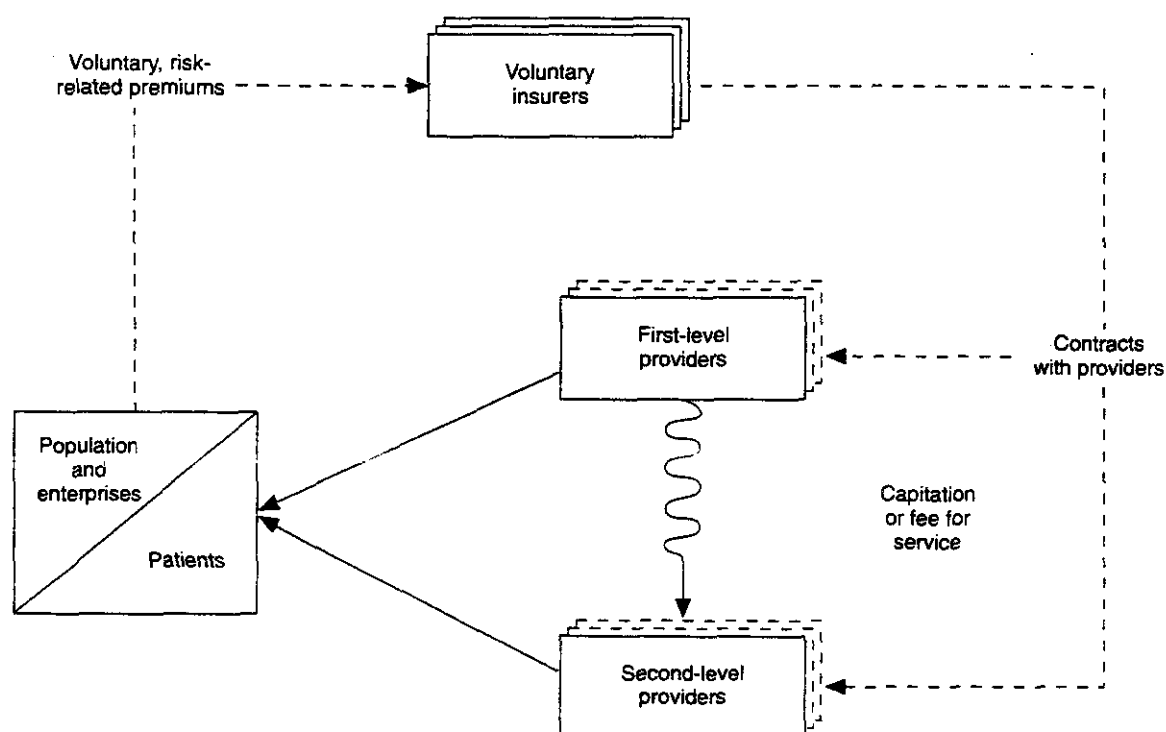 Voluntary, risk-
related premiums
Voluntary
insurers
First-level
providers
Contracts
with providers
Population
and
enterprises
Patients
Capitation
or fee for
service
Second-level
providers